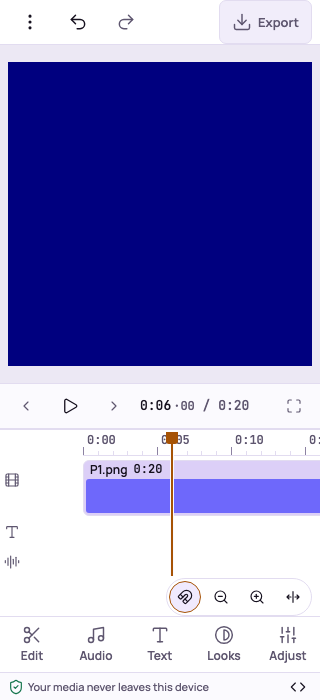 Export
0:06·00 / 0:20
0:00 0:05 0:10
P1.png 0:20
Edit Audio Text Looks Adjust
Your media never leaves this device